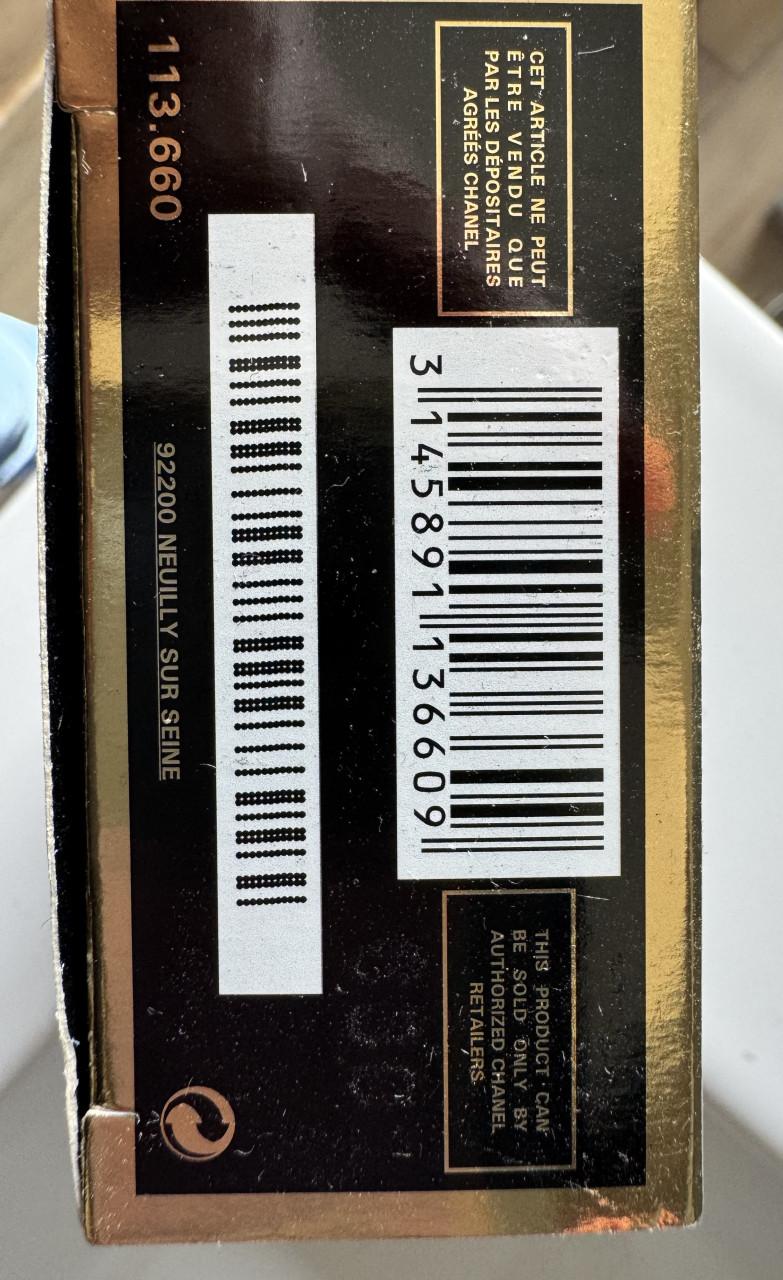 CET ARTICLE NE PEUT
ÊTRE VENDU QUE
PAR LES DÉPOSITAIRES
AGRÉÉS CHANEL
3 145891 136609
THIS PRODUCT CAN
BE SOLD ONLY BY
AUTHORIZED CHANEL
RETAILERS
113.660
92200 NEUILLY SUR SEINE